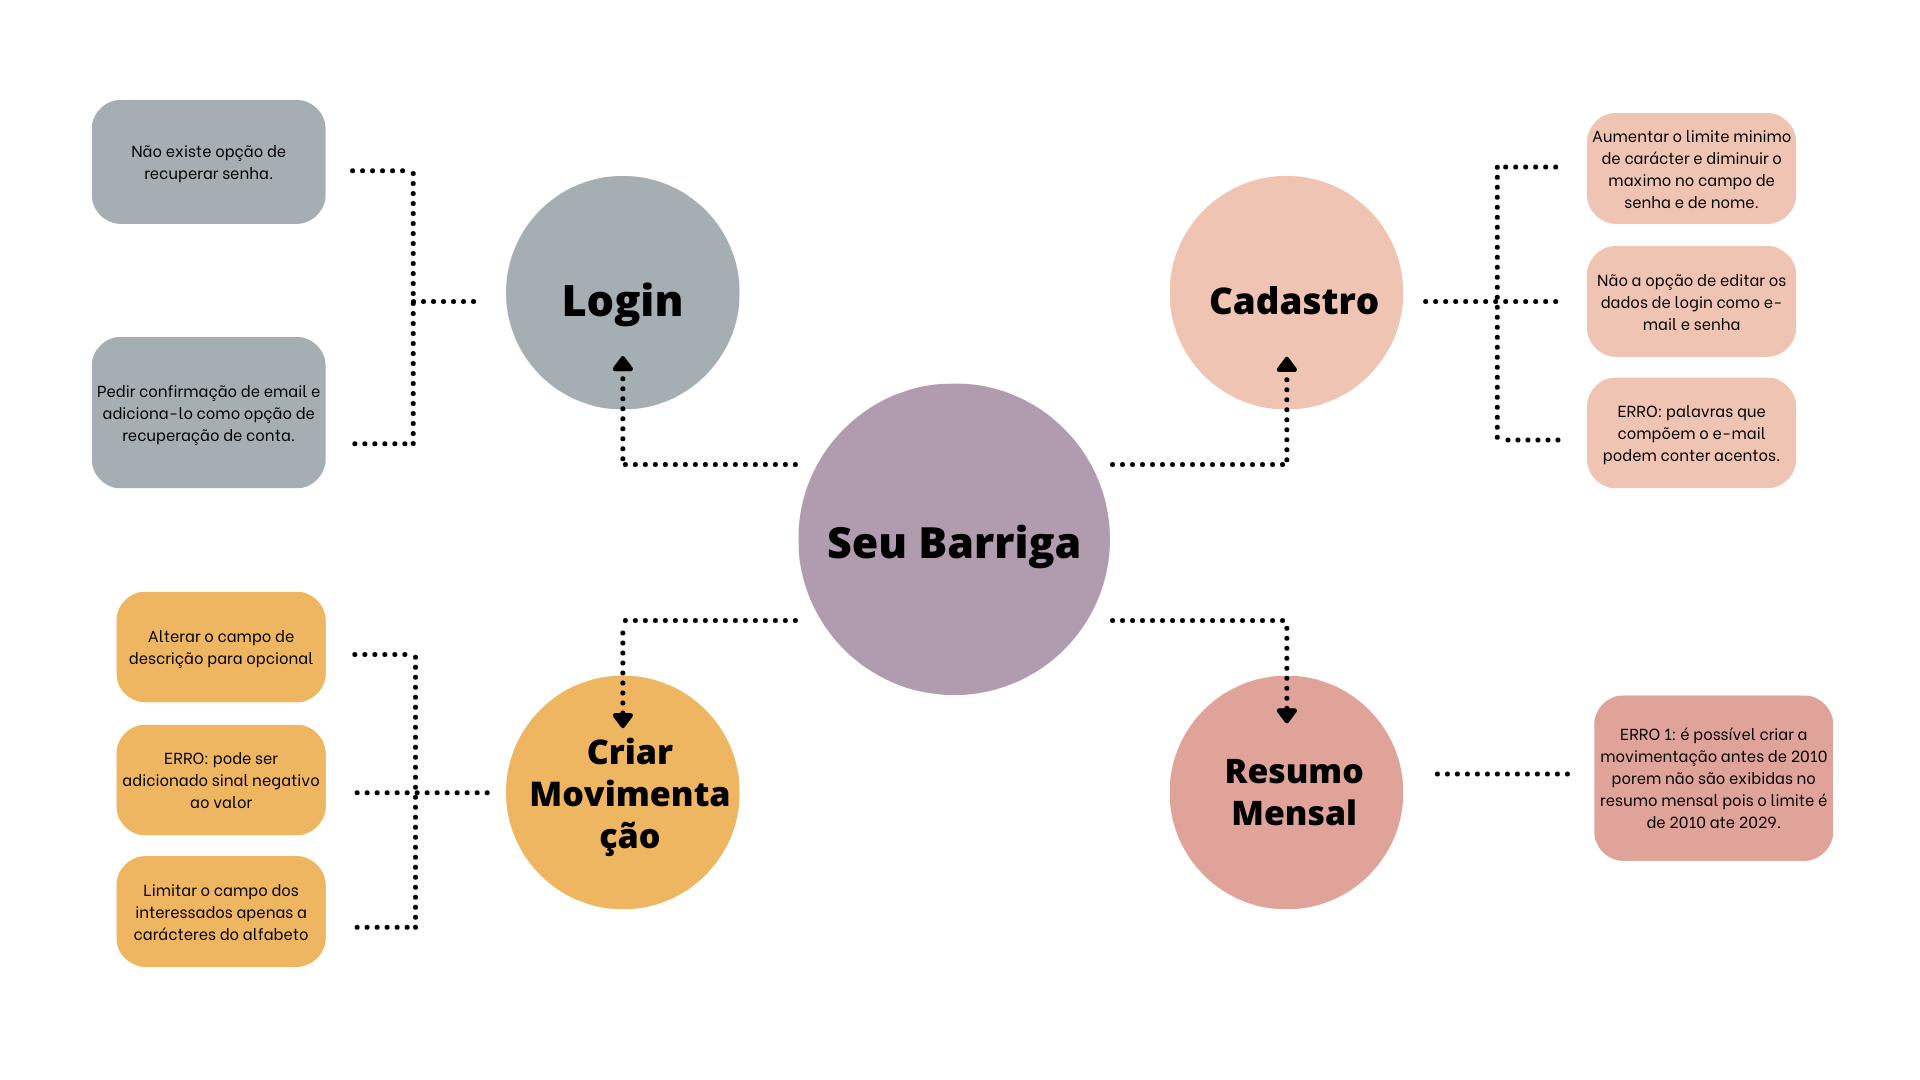 Não existe opção de
recuperar senha.
Pedir confirmação de email e
adiciona-lo como opção de
recuperação de conta.
Login
Cadastro
Aumentar o limite minimo
de carácter e diminuir o
maximo no campo de
senha e de nome.
Não a opção de editar os
dados de login como e-
mail e senha
ERRO: palavras que
compõem o e-mail
podem conter acentos.
Seu Barriga
Alterar o campo de
descrição para opcional
ERRO: pode ser
adicionado sinal negativo
ao valor
Limitar o campo dos
interessados apenas a
carácteres do alfabeto
Criar
Movimenta
ção
Resumo
Mensal
ERRO 1: é possível criar a
movimentação antes de 2010
porem não são exibidas no
resumo mensal pois o limite é
de 2010 ate 2029.